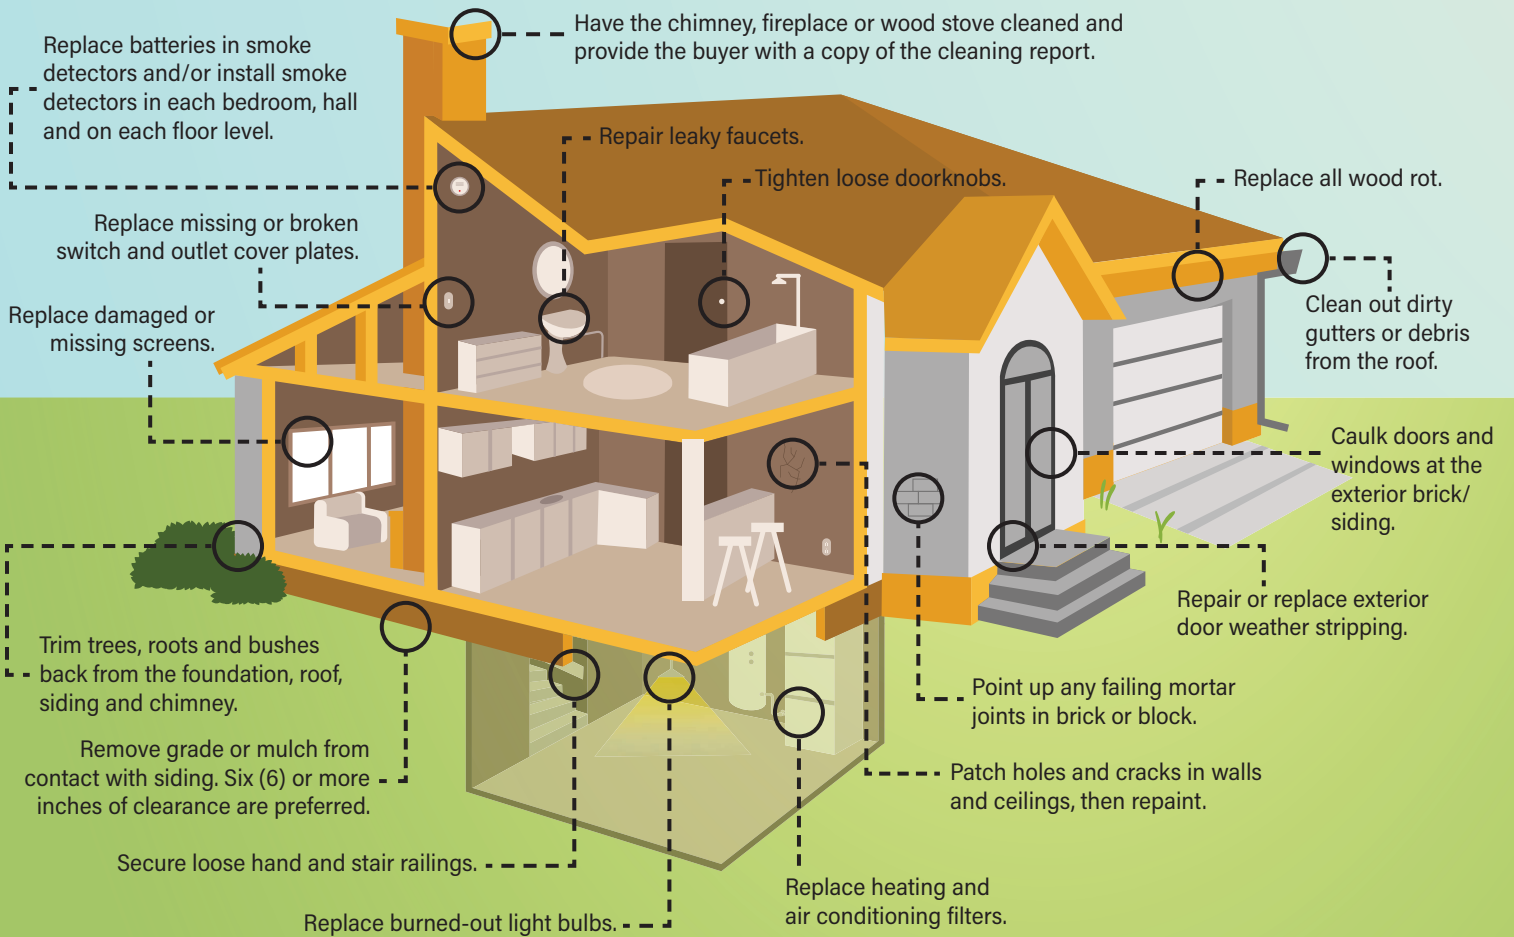 Have the chimney, fireplace or wood stove cleaned and
provide the buyer with a copy of the cleaning report.
Replace batteries in smoke
detectors and/or install smoke
detectors in each bedroom, hall
and on each floor level.
Repair leaky faucets.
Tighten loose doorknobs.
Replace all wood rot.
Replace missing or broken
switch and outlet cover plates.
Replace damaged or
missing screens.
Clean out dirty
gutters or debris
from the roof.
Caulk doors and
windows at the
exterior brick/
siding.
Repair or replace exterior
door weather stripping.
Trim trees, roots and bushes
back from the foundation, roof,
siding and chimney.
Point up any failing mortar
joints in brick or block.
Remove grade or mulch from
contact with siding. Six (6) or more
inches of clearance are preferred.
Patch holes and cracks in walls
and ceilings, then repaint.
Secure loose hand and stair railings.
Replace heating and
air conditioning filters.
Replace burned-out light bulbs.